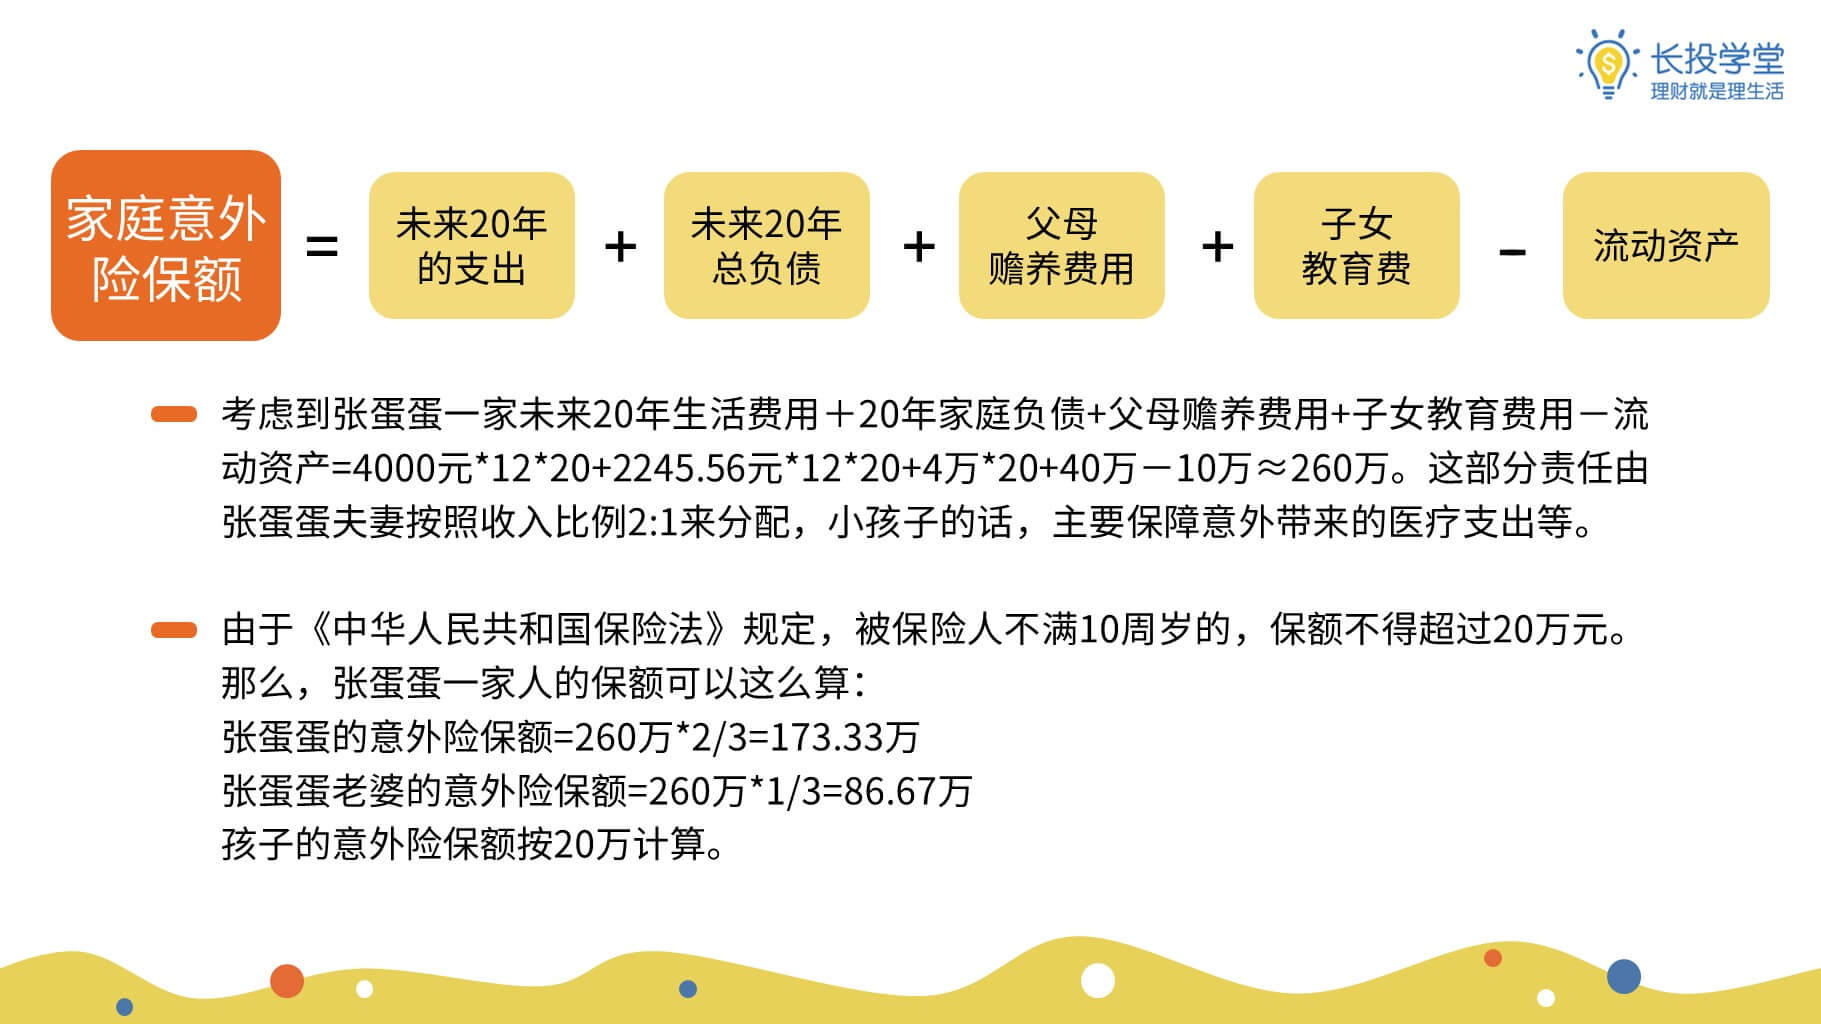 长投学堂
理财就是理生活
家庭意外
险保额
=
未来20年
的支出
+
未来20年
总负债
+
父母
赡养费用
+
子女
教育费
-
流动资产
考虑到张蛋蛋一家未来20年生活费用＋20年家庭负债+父母赡养费用+子女教育费用－流
动资产=4000元*12*20+2245.56元*12*20+4万*20+40万－10万≈260万。这部分责任由
张蛋蛋夫妻按照收入比例2:1来分配，小孩子的话，主要保障意外带来的医疗支出等。
由于《中华人民共和国保险法》规定，被保险人不满10周岁的，保额不得超过20万元。
那么，张蛋蛋一家人的保额可以这么算：
张蛋蛋的意外险保额=260万*2/3=173.33万
张蛋蛋老婆的意外险保额=260万*1/3=86.67万
孩子的意外险保额按20万计算。